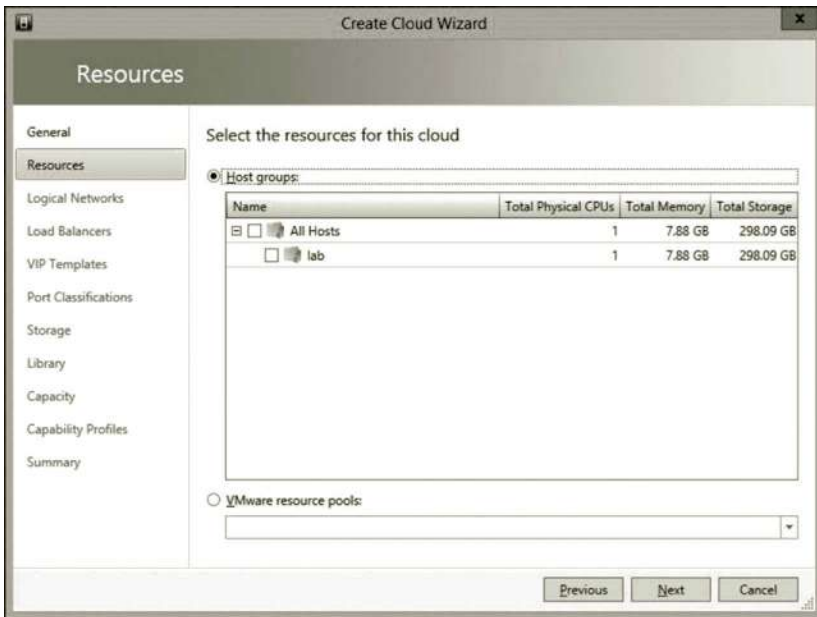 Create Cloud Wizard
x
Resources
General
Resources
Logical Networks
Load Balancers
VIP Templates
Port Classifications
Storage
Library
Capacity
Capability Profiles
Summary
Select the resources for this cloud
Host groups:
Name Total Physical CPUs Total Memory Total Storage
All Hosts 1 7.88 GB 298.09 GB
lab 1 7.88 GB 298.09 GB
VMware resource pools:
Previous Next Cancel